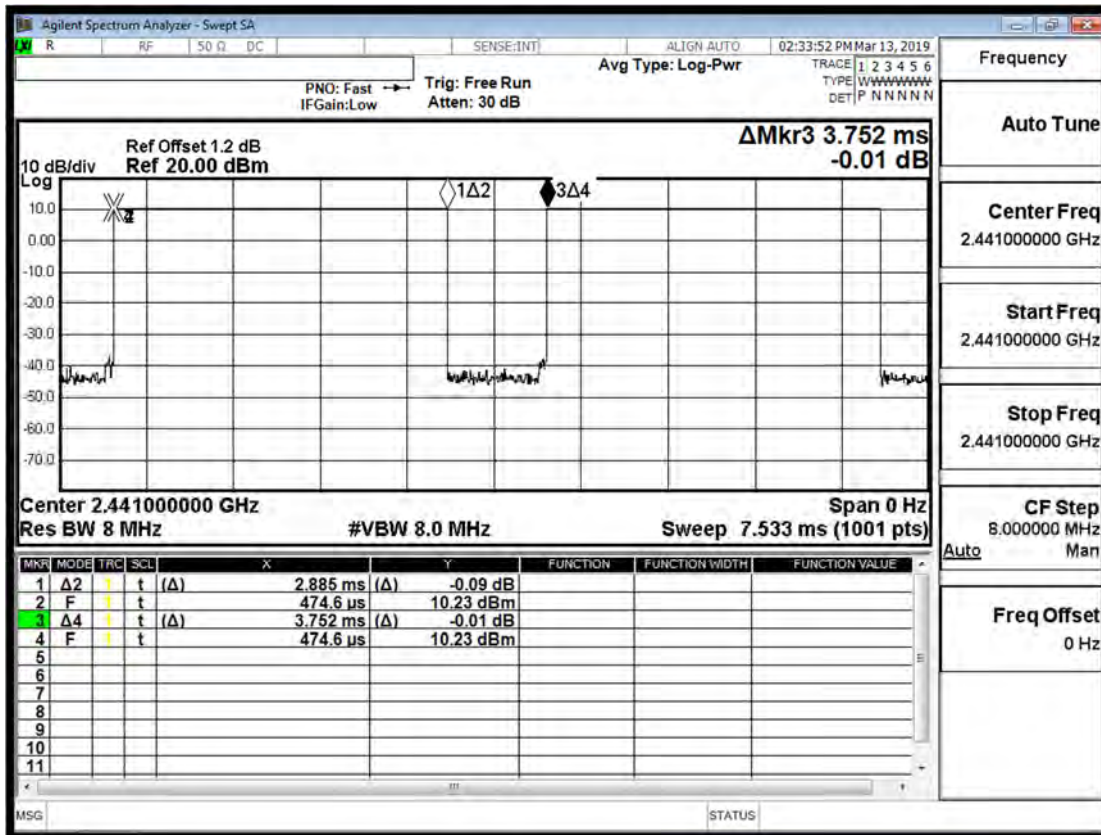 Agilent Spectrum Analyzer - Swept SA
LXI R RF 50 Ω DC SENSE:INT ALIGN AUTO 02:33:52 PM Mar 13, 2019
Frequency
PNO: Fast Trig: Free Run Avg Type: Log-Pwr TRACE 1 2 3 4 5 6
IFGain:Low Atten: 30 dB TYPE WWWWWW
DET P N N N N N
Auto Tune
ΔMkr3 3.752 ms
-0.01 dB
Ref Offset 1.2 dB
10 dB/div Ref 20.00 dBm
Log
1Δ2 3Δ4
10.0
0.00
-10.0
-20.0
-30.0
-40.0
-50.0
-60.0
-70.0
Center Freq
2.441000000 GHz
Start Freq
2.441000000 GHz
Stop Freq
2.441000000 GHz
Center 2.441000000 GHz Span 0 Hz
Res BW 8 MHz #VBW 8.0 MHz Sweep 7.533 ms (1001 pts)
CF Step
8.000000 MHz
Auto Man
Freq Offset
0 Hz
MKR MODE TRC SCL X Y FUNCTION FUNCTION WIDTH FUNCTION VALUE
1 Δ2 1 t (Δ) 2.885 ms (Δ) -0.09 dB
2 F 1 t 474.6 µs 10.23 dBm
3 Δ4 1 t (Δ) 3.752 ms (Δ) -0.01 dB
4 F 1 t 474.6 µs 10.23 dBm
5
6
7
8
9
10
11
MSG STATUS